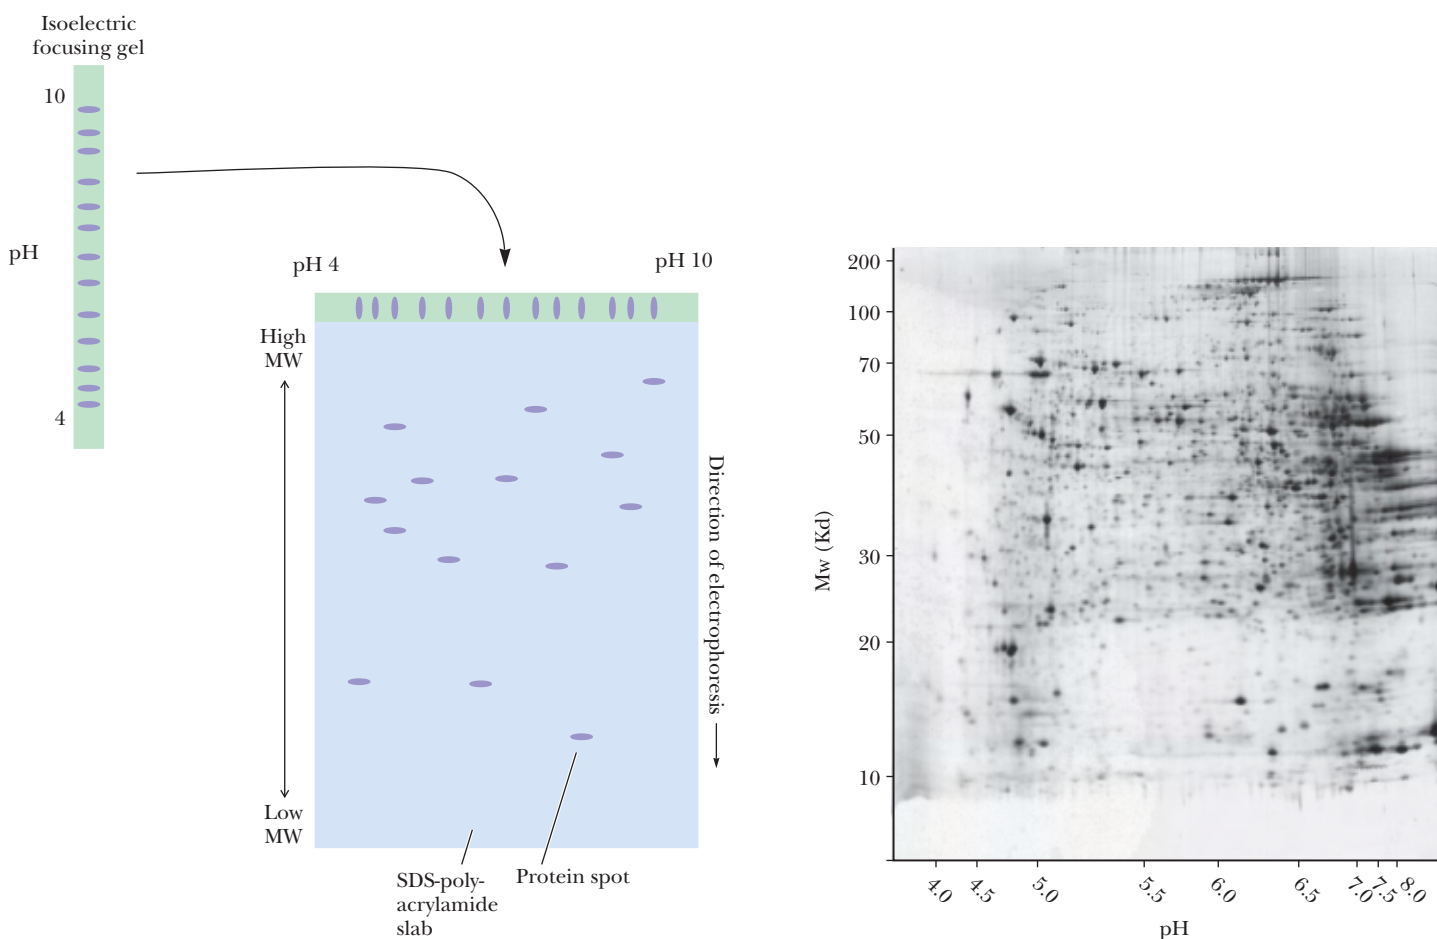 Isoelectric
focusing gel
10
pH
4
pH 4
pH 10
High
MW
Low
MW
Direction of electrophoresis
SDS-poly-
acrylamide
slab
Protein spot
Mw (Kd)
200
100
70
50
30
20
10
4.0
4.5
5.0
5.5
6.0
6.5
7.0
7.5
8.0
pH